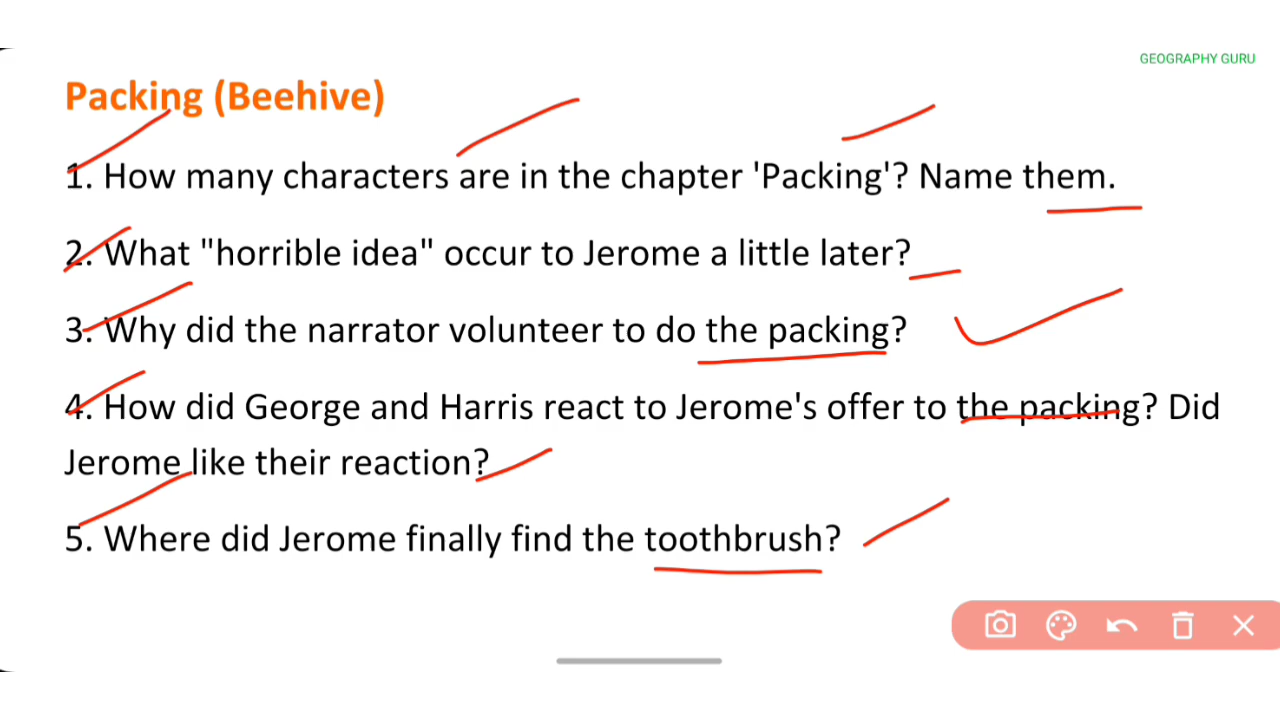 GEOGRAPHY GURU
Packing (Beehive)
1. How many characters are in the chapter 'Packing'? Name them.
2. What "horrible idea" occur to Jerome a little later?
3. Why did the narrator volunteer to do the packing?
4. How did George and Harris react to Jerome's offer to the packing? Did
Jerome like their reaction?
5. Where did Jerome finally find the toothbrush?